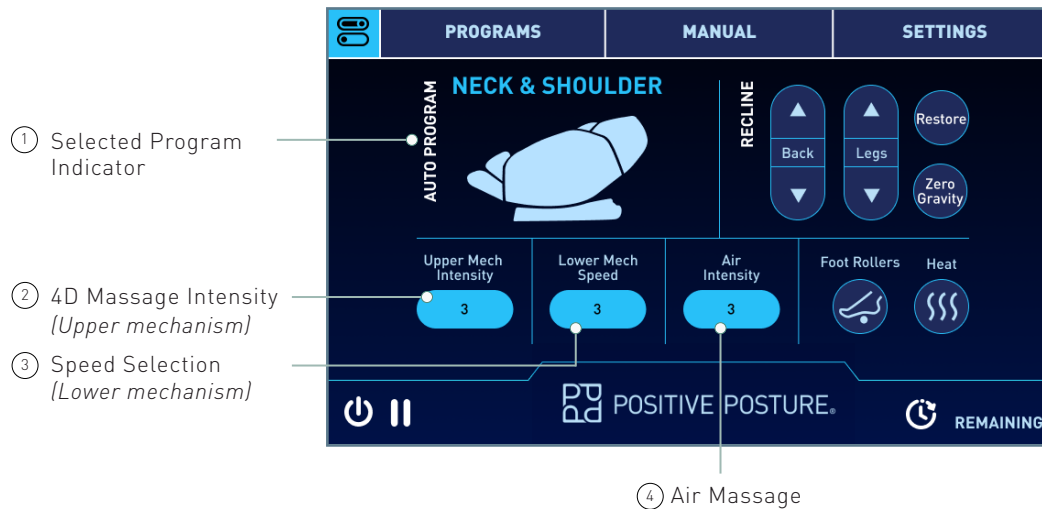 PROGRAMS
MANUAL
SETTINGS
AUTO PROGRAM
NECK & SHOULDER
RECLINE
Back
Legs
Restore
Zero
Gravity
1 Selected Program
Indicator
Upper Mech
Intensity
3
Lower Mech
Speed
3
Air
Intensity
3
Foot Rollers
Heat
2 4D Massage Intensity
(Upper mechanism)
3 Speed Selection
(Lower mechanism)
POSITIVE POSTURE®
REMAINING
4 Air Massage